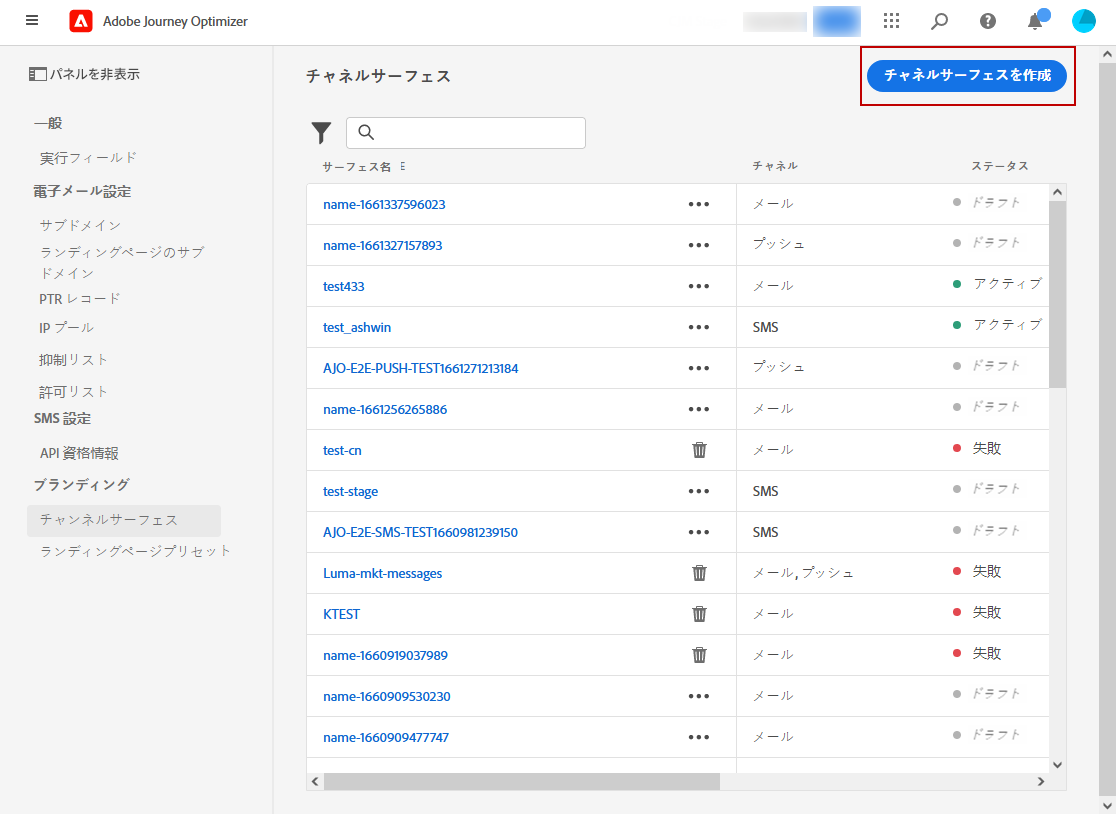 Adobe Journey Optimizer
パネルを非表示
一般
実行フィールド
電子メール設定
サブドメイン
ランディングページのサブ
ドメイン
PTR レコード
IP プール
抑制リスト
許可リスト
SMS 設定
API 資格情報
ブランディング
チャンネルサーフェス
ランディングページプリセット
チャネルサーフェス
チャネルサーフェスを作成
サーフェス名 チャネル ステータス
name-1661337596023 メール ドラフト
name-1661327157893 プッシュ ドラフト
test433 メール アクティブ
test_ashwin SMS アクティブ
AJO-E2E-PUSH-TEST1661271213184 プッシュ ドラフト
name-1661256265886 メール ドラフト
test-cn メール 失敗
test-stage SMS ドラフト
AJO-E2E-SMS-TEST1660981239150 SMS ドラフト
Luma-mkt-messages メール, プッシュ 失敗
KTEST メール 失敗
name-1660919037989 メール 失敗
name-1660909530230 メール ドラフト
name-1660909477747 メール ドラフト